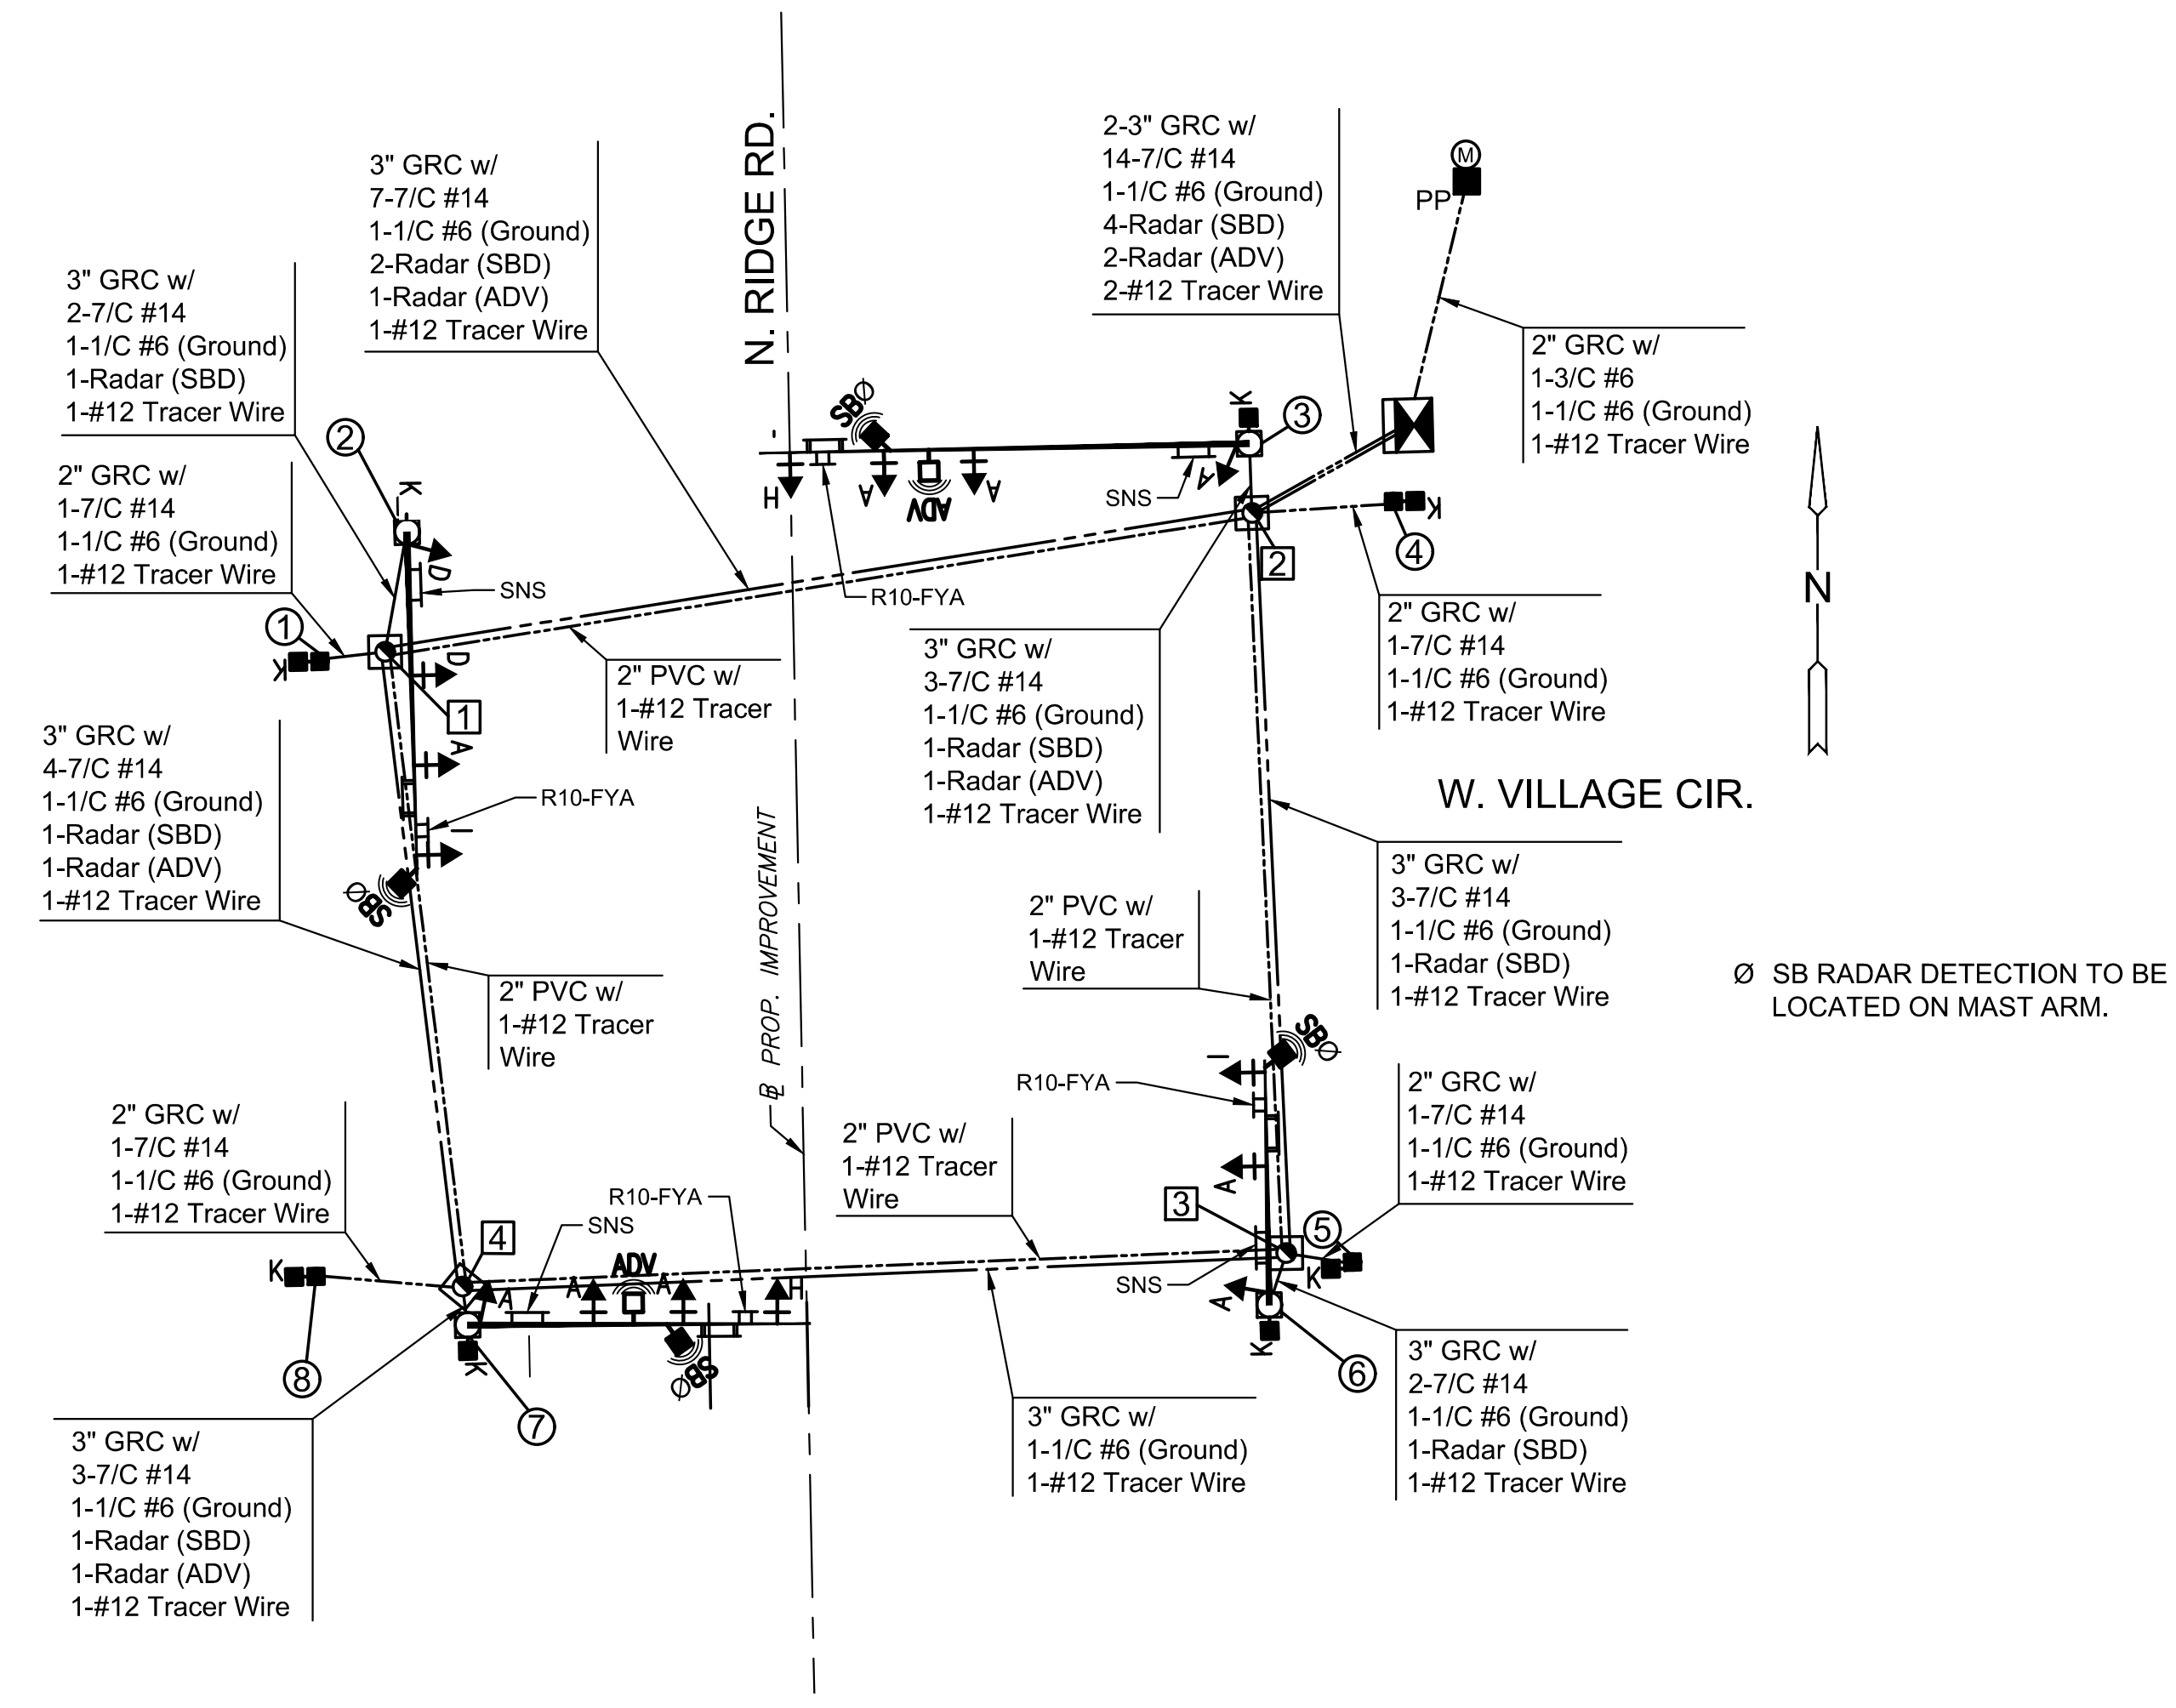 N. RIDGE RD.
2-3" GRC w/
14-7/C #14
1-1/C #6 (Ground)
4-Radar (SBD)
2-Radar (ADV)
2-#12 Tracer Wire
M
PP
3" GRC w/
7-7/C #14
1-1/C #6 (Ground)
2-Radar (SBD)
1-Radar (ADV)
1-#12 Tracer Wire
3" GRC w/
2-7/C #14
1-1/C #6 (Ground)
1-Radar (SBD)
1-#12 Tracer Wire
2" GRC w/
1-3/C #6
1-1/C #6 (Ground)
1-#12 Tracer Wire
2" GRC w/
1-7/C #14
1-1/C #6 (Ground)
1-#12 Tracer Wire
2
K
D
SNS
1
K
D
1
A
R10-FYA
I
SBØ
SBØ
H
A
ADV
A
SNS
A
K
3
R10-FYA
2
K
4
N
2" PVC w/
1-#12 Tracer
Wire
3" GRC w/
3-7/C #14
1-1/C #6 (Ground)
1-Radar (SBD)
1-Radar (ADV)
1-#12 Tracer Wire
2" GRC w/
1-7/C #14
1-1/C #6 (Ground)
1-#12 Tracer Wire
3" GRC w/
4-7/C #14
1-1/C #6 (Ground)
1-Radar (SBD)
1-Radar (ADV)
1-#12 Tracer Wire
W. VILLAGE CIR.
PROP. IMPROVEMENT
2" PVC w/
1-#12 Tracer
Wire
3" GRC w/
3-7/C #14
1-1/C #6 (Ground)
1-Radar (SBD)
1-#12 Tracer Wire
Ø SB RADAR DETECTION TO BE
LOCATED ON MAST ARM.
2" PVC w/
1-#12 Tracer
Wire
SBØ
I
R10-FYA
A
3
SNS
A
K
5
K
6
2" GRC w/
1-7/C #14
1-1/C #6 (Ground)
1-#12 Tracer Wire
2" GRC w/
1-7/C #14
1-1/C #6 (Ground)
1-#12 Tracer Wire
2" PVC w/
1-#12 Tracer
Wire
R10-FYA
SNS
4
K
8
A
A
ADV
A
H
SBØ
K
7
3" GRC w/
2-7/C #14
1-1/C #6 (Ground)
1-Radar (SBD)
1-#12 Tracer Wire
3" GRC w/
1-1/C #6 (Ground)
1-#12 Tracer Wire
3" GRC w/
3-7/C #14
1-1/C #6 (Ground)
1-Radar (SBD)
1-Radar (ADV)
1-#12 Tracer Wire